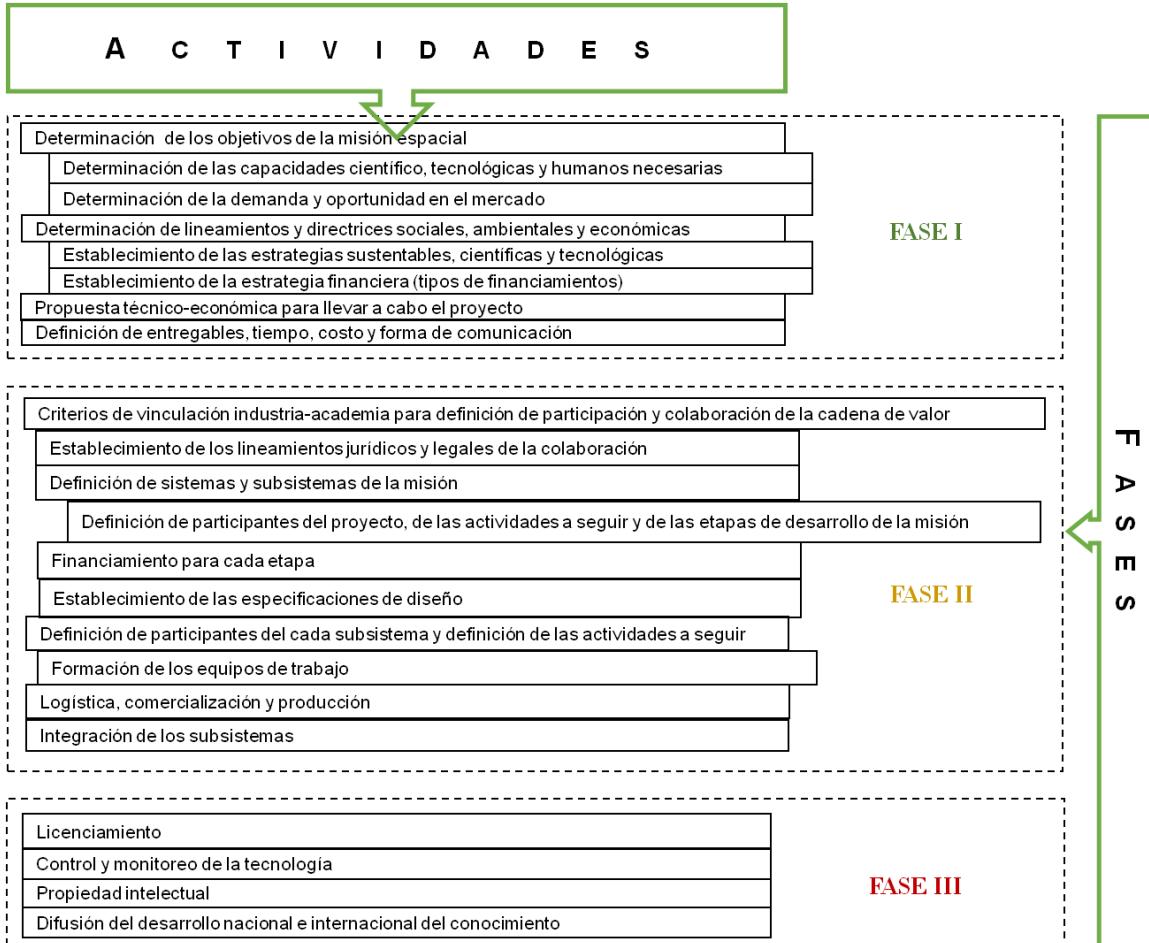 ACTIVIDADES
Determinación de los objetivos de la misión espacial
Determinación de las capacidades científico, tecnológicas y humanos necesarias
Determinación de la demanda y oportunidad en el mercado
Determinación de lineamientos y directrices sociales, ambientales y económicas
Establecimiento de las estrategias sustentables, científicas y tecnológicas
Establecimiento de la estrategia financiera (tipos de financiamientos)
Propuesta técnico-económica para llevar a cabo el proyecto
Definición de entregables, tiempo, costo y forma de comunicación
FASE I
Criterios de vinculación industria-academia para definición de participación y colaboración de la cadena de valor
Establecimiento de los lineamientos jurídicos y legales de la colaboración
Definición de sistemas y subsistemas de la misión
Definición de participantes del proyecto, de las actividades a seguir y de las etapas de desarrollo de la misión
Financiamiento para cada etapa
Establecimiento de las especificaciones de diseño
Definición de participantes del cada subsistema y definición de las actividades a seguir
Formación de los equipos de trabajo
Logística, comercialización y producción
Integración de los subsistemas
FASE II
Licenciamiento
Control y monitoreo de la tecnología
Propiedad intelectual
Difusión del desarrollo nacional e internacional del conocimiento
FASE III
FASES